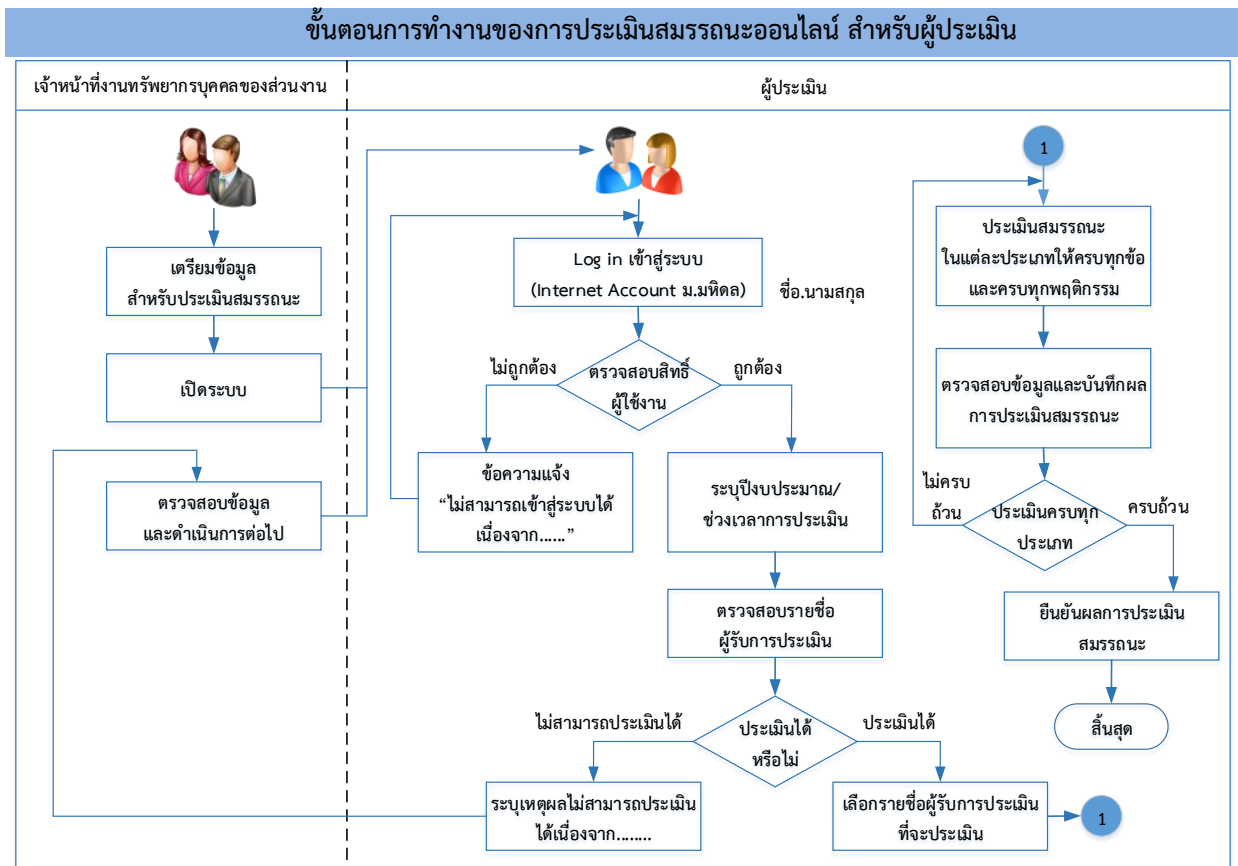 ขั้นตอนการทำงานของการประเมินสมรรถนะออนไลน์ สำหรับผู้ประเมิน
เจ้าหน้าที่งานทรัพยากรบุคคลของส่วนงาน
ผู้ประเมิน
เตรียมข้อมูล
สำหรับประเมินสมรรถนะ
เปิดระบบ
ตรวจสอบข้อมูล
และดำเนินการต่อไป
Log in เข้าสู่ระบบ
(Internet Account ม.มหิดล)
ชื่อ.นามสกุล
ไม่ถูกต้อง
ตรวจสอบสิทธิ์
ผู้ใช้งาน
ถูกต้อง
ข้อความแจ้ง
“ไม่สามารถเข้าสู่ระบบได้
เนื่องจาก......”
ระบุปีงบประมาณ/
ช่วงเวลาการประเมิน
ตรวจสอบรายชื่อ
ผู้รับการประเมิน
ไม่สามารถประเมินได้
ประเมินได้
หรือไม่
ประเมินได้
ระบุเหตุผลไม่สามารถประเมิน
ได้เนื่องจาก........
เลือกรายชื่อผู้รับการประเมิน
ที่จะประเมิน
1
1
ประเมินสมรรถนะ
ในแต่ละประเภทให้ครบทุกข้อ
และครบทุกพฤติกรรม
ตรวจสอบข้อมูลและบันทึกผล
การประเมินสมรรถนะ
ไม่ครบ
ถ้วน
ประเมินครบทุก
ประเภท
ครบถ้วน
ยืนยันผลการประเมิน
สมรรถนะ
สิ้นสุด